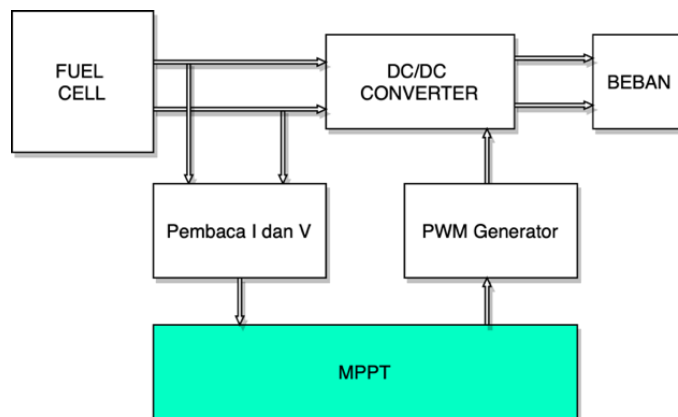 FUEL
CELL
DC/DC
CONVERTER
BEBAN
Pembaca I dan V
PWM Generator
MPPT